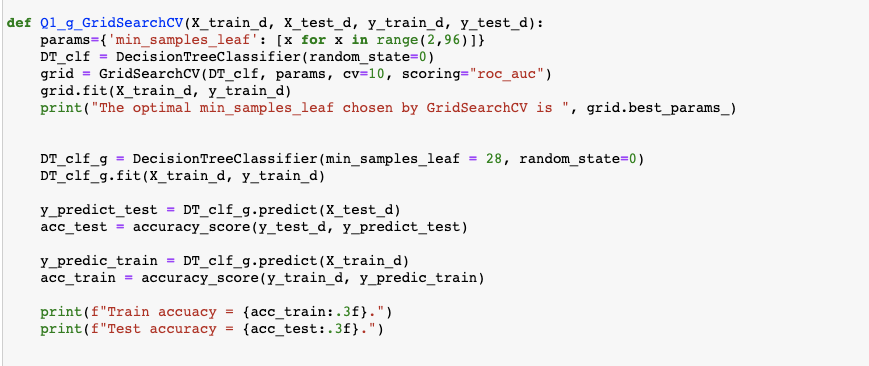 def Q1_g_GridSearchCV(X_train_d, X_test_d, y_train_d, y_test_d):
    params={'min_samples_leaf': [x for x in range(2,96)]}
    DT_clf = DecisionTreeClassifier(random_state=0)
    grid = GridSearchCV(DT_clf, params, cv=10, scoring="roc_auc")
    grid.fit(X_train_d, y_train_d)
    print("The optimal min_samples_leaf chosen by GridSearchCV is ", grid.best_params_)
    DT_clf_g = DecisionTreeClassifier(min_samples_leaf = 28, random_state=0)
    DT_clf_g.fit(X_train_d, y_train_d)
    y_predict_test = DT_clf_g.predict(X_test_d)
    acc_test = accuracy_score(y_test_d, y_predict_test)
    y_predic_train = DT_clf_g.predict(X_train_d)
    acc_train = accuracy_score(y_train_d, y_predic_train)
    print(f"Train accuacy = {acc_train:.3f}.")
    print(f"Test accuracy = {acc_test:.3f}.")